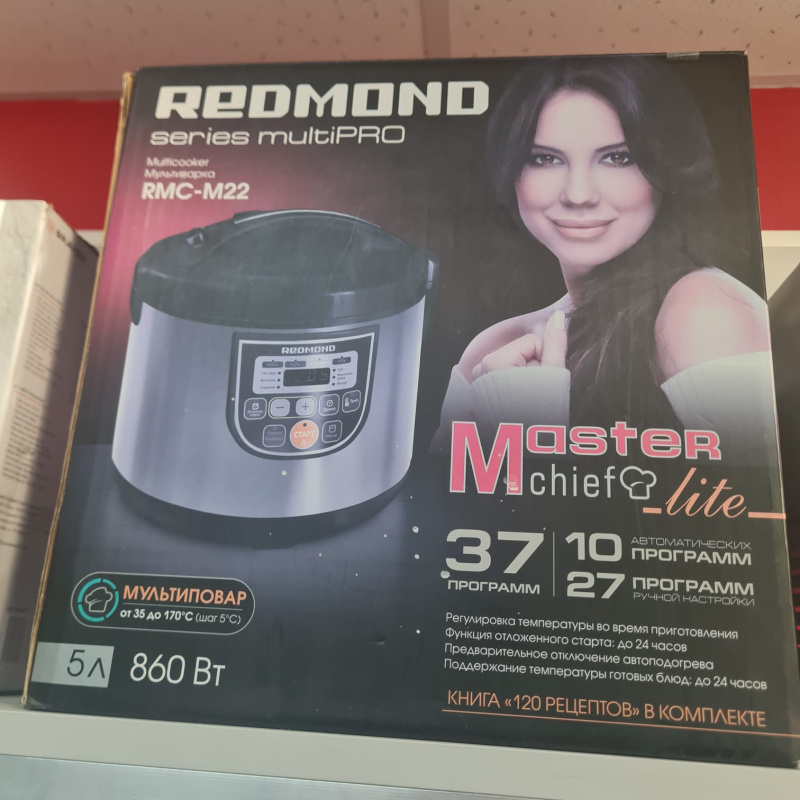 REDMOND
series multiPRO
Multicooker
Мультиварка
RMC-M22
REDMOND
СТАРТ
Master
chief
lite
37
ПРОГРАММ
10 АВТОМАТИЧЕСКИХ ПРОГРАММ
27 ПРОГРАММ РУЧНОЙ НАСТРОЙКИ
МУЛЬТИПОВАР
от 35 до 170°C (шаг 5°C)
5 л
860 Вт
Регулировка температуры во время приготовления
Функция отложенного старта: до 24 часов
Предварительное отключение автоподогрева
Поддержание температуры готовых блюд: до 24 часов
КНИГА «120 РЕЦЕПТОВ» В КОМПЛЕКТЕ